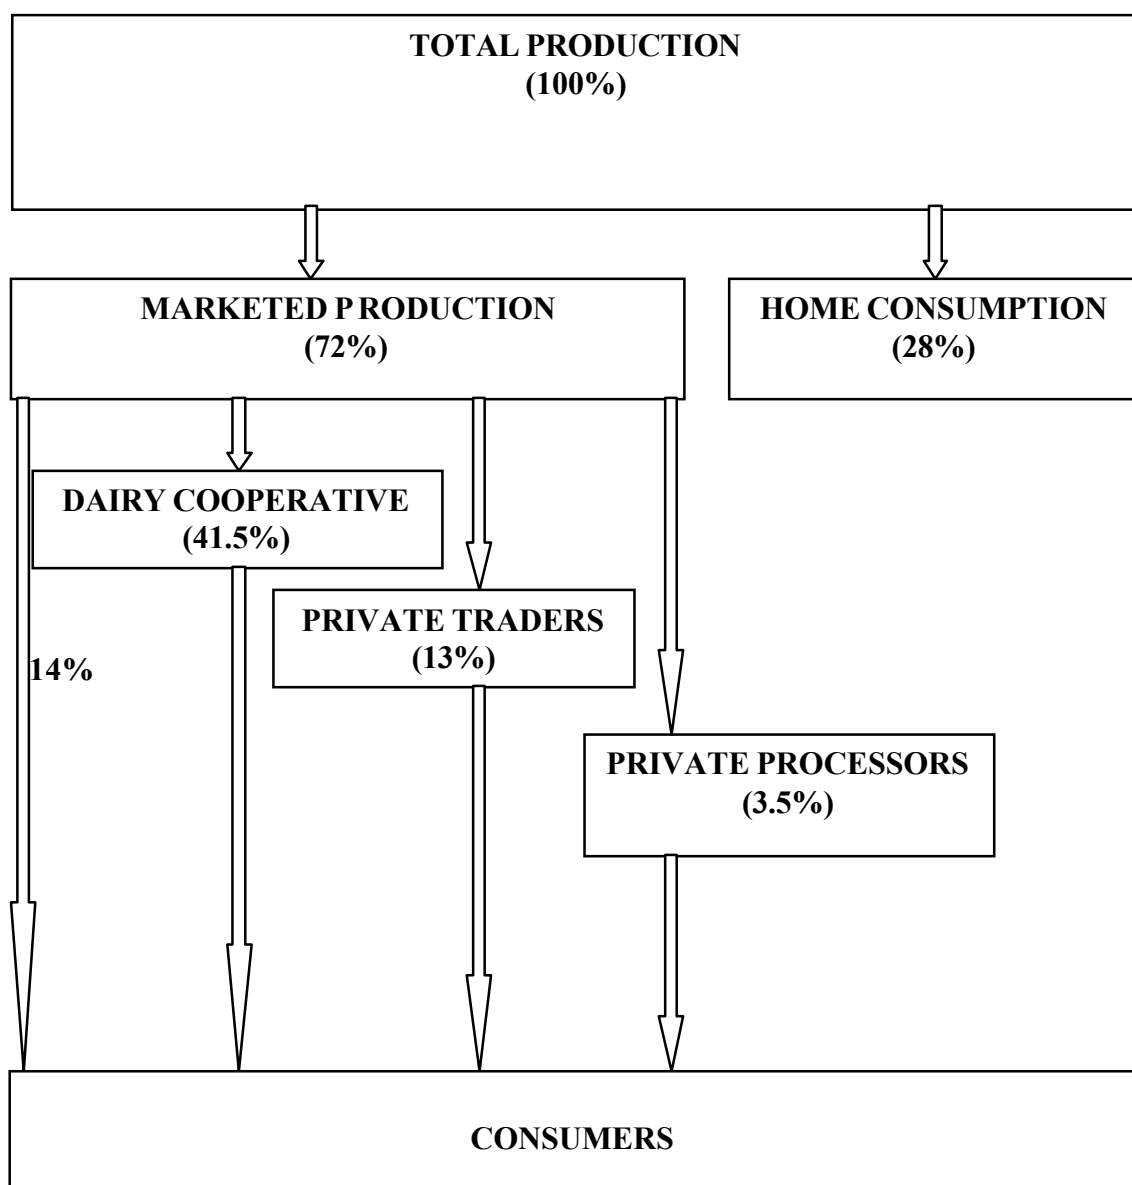 TOTAL PRODUCTION
(100%)
MARKETED P RODUCTION
(72%)
HOME CONSUMPTION
(28%)
DAIRY COOPERATIVE
(41.5%)
PRIVATE TRADERS
(13%)
14%
PRIVATE PROCESSORS
(3.5%)
CONSUMERS